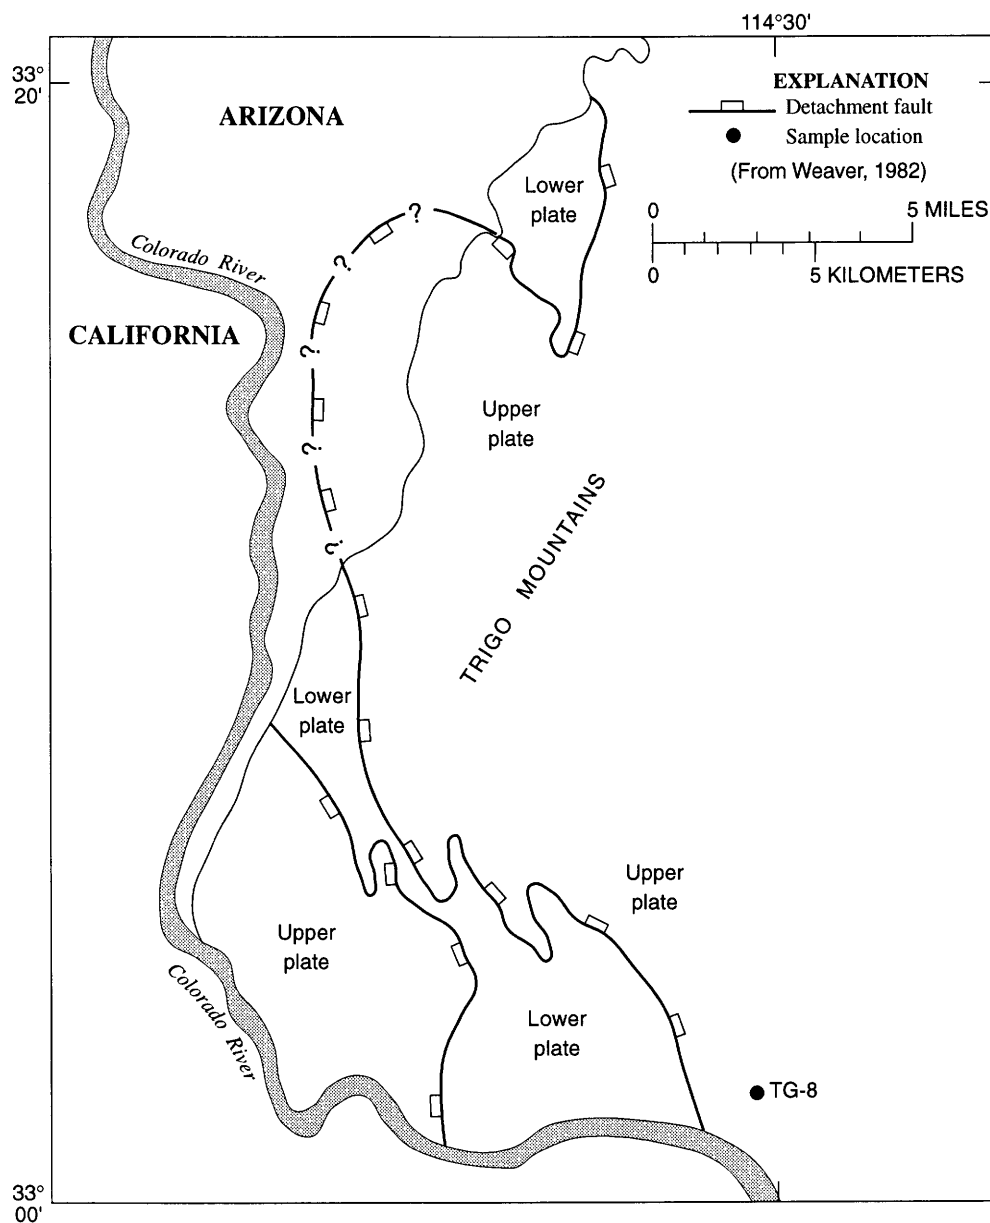 114°30'
33°
20'
ARIZONA
EXPLANATION
Detachment fault
Sample location
(From Weaver, 1982)
0
5 MILES
0
5 KILOMETERS
Lower
plate
?
?
?
?
?
Colorado River
CALIFORNIA
Upper
plate
TRIGO MOUNTAINS
Lower
plate
Upper
plate
Upper
plate
Colorado River
Lower
plate
TG-8
33°
00'